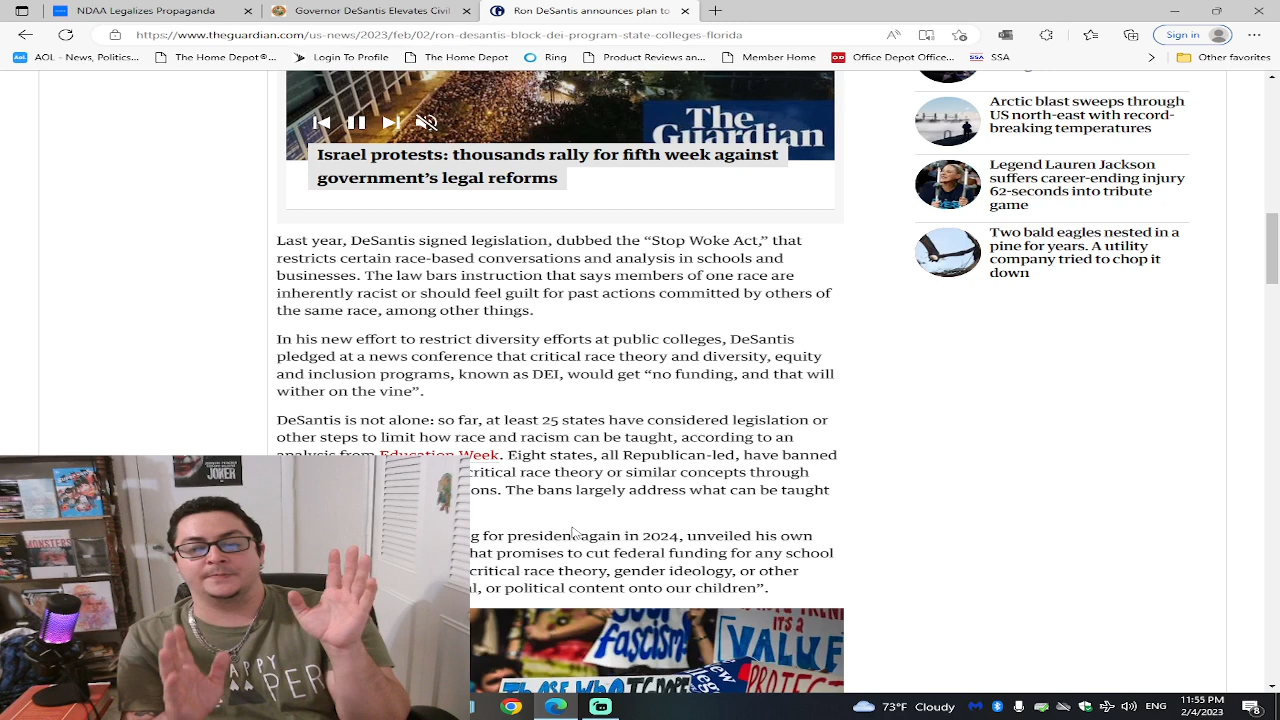 NDAA Legalizes Propaganda
DeSantis plan to
https://www.theguardian.com/us-news/2023/feb/02/ron-desantis-block-dei-program-state-colleges-florida
Sign in
AOL - News, Politics
The Home Depot®
Login To Profile
The Home Depot
Ring
Product Reviews an...
Member Home
Office Depot Office...
SSA
Other favorites
The
Guardian
Israel protests: thousands rally for fifth week against
government's legal reforms
Arctic blast sweeps through
US north-east with record-
breaking temperatures
Legend Lauren Jackson
suffers career-ending injury
62-seconds into tribute
game
Two bald eagles nested in a
pine for years. A utility
company tried to chop it
down
Last year, DeSantis signed legislation, dubbed the “Stop Woke Act,” that
restricts certain race-based conversations and analysis in schools and
businesses. The law bars instruction that says members of one race are
inherently racist or should feel guilt for past actions committed by others of
the same race, among other things.
In his new effort to restrict diversity efforts at public colleges, DeSantis
pledged at a news conference that critical race theory and diversity, equity
and inclusion programs, known as DEI, would get “no funding, and that will
wither on the vine”.
DeSantis is not alone: so far, at least 25 states have considered legislation or
other steps to limit how race and racism can be taught, according to an
analysis from Education Week. Eight states, all Republican-led, have banned
critical race theory or similar concepts through
ons. The bans largely address what can be taught
g for president again in 2024, unveiled his own
hat promises to cut federal funding for any school
critical race theory, gender ideology, or other
l, or political content onto our children”.
JOKER
MONSTERS
APPY
PER
fascism!
IT'S A
VALUE
PROTECT
THOSE WHO
73°F Cloudy
ENG
11:55 PM
2/4/2023
8